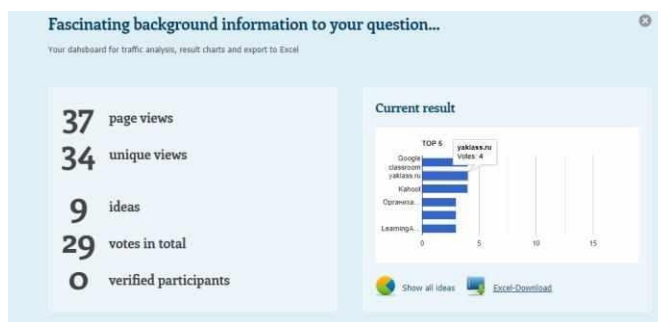 Fascinating background information to your question...
Your dahsboard for traffic analysis, result charts and export to Excel
37 page views
34 unique views
9 ideas
29 votes in total
0 verified participants
Current result
TOP 5
yaklass.ru
Votes: 4
Google
classroom
yaklass.ru
Kahoot
Организа...
LearningA...
0 5 10 15
Show all ideas Excel-Download